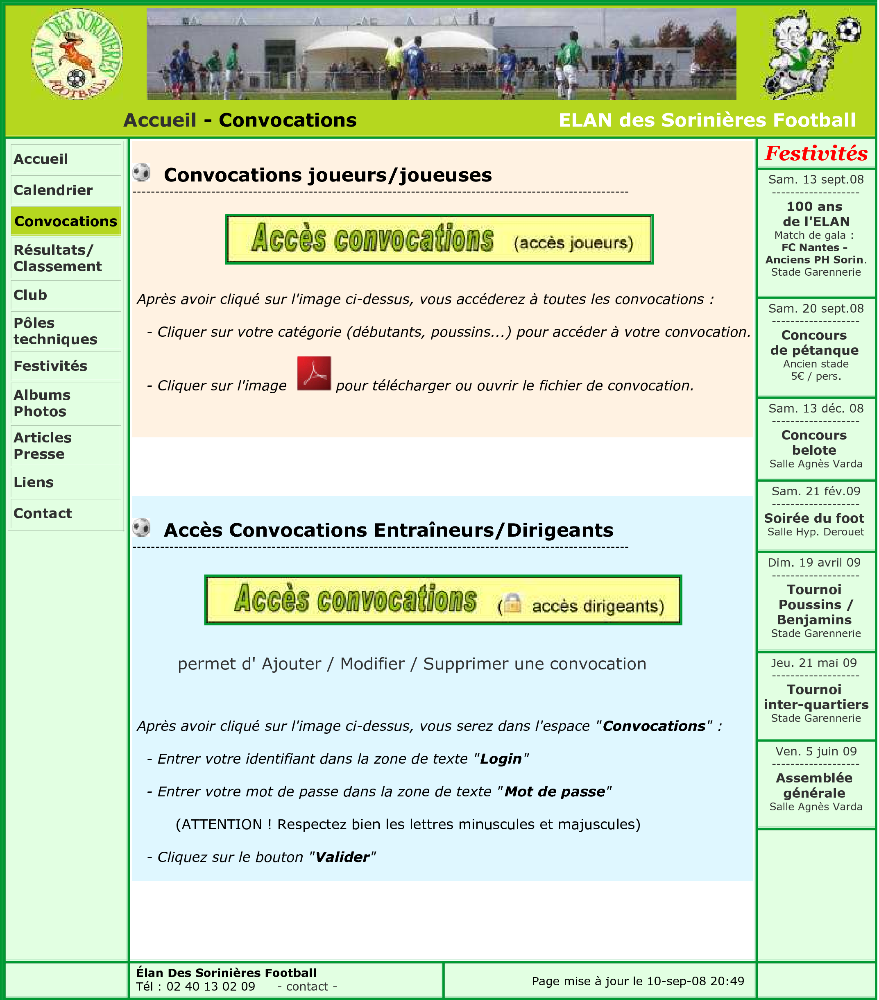 ELAN DES SORINIERES
FOOTBALL
Accueil - Convocations
ELAN des Sorinières Football
Accueil
Calendrier
Convocations
Résultats/
Classement
Club
Pôles
techniques
Festivités
Albums
Photos
Articles
Presse
Liens
Contact
Convocations joueurs/joueuses
Accès convocations (accès joueurs)
Après avoir cliqué sur l'image ci-dessus, vous accéderez à toutes les convocations :
- Cliquer sur votre catégorie (débutants, poussins...) pour accéder à votre convocation.
- Cliquer sur l'image pour télécharger ou ouvrir le fichier de convocation.
Accès Convocations Entraîneurs/Dirigeants
Accès convocations ( accès dirigeants)
permet d' Ajouter / Modifier / Supprimer une convocation
Après avoir cliqué sur l'image ci-dessus, vous serez dans l'espace "Convocations" :
- Entrer votre identifiant dans la zone de texte "Login"
- Entrer votre mot de passe dans la zone de texte "Mot de passe"
(ATTENTION ! Respectez bien les lettres minuscules et majuscules)
- Cliquez sur le bouton "Valider"
Festivités
Sam. 13 sept.08
-------------------
100 ans
de l'ELAN
Match de gala :
FC Nantes -
Anciens PH Sorin.
Stade Garennerie
Sam. 20 sept.08
-------------------
Concours
de pétanque
Ancien stade
5€ / pers.
Sam. 13 déc. 08
-------------------
Concours
belote
Salle Agnès Varda
Sam. 21 fév.09
-------------------
Soirée du foot
Salle Hyp. Derouet
Dim. 19 avril 09
-------------------
Tournoi
Poussins /
Benjamins
Stade Garennerie
Jeu. 21 mai 09
-------------------
Tournoi
inter-quartiers
Stade Garennerie
Ven. 5 juin 09
-------------------
Assemblée
générale
Salle Agnès Varda
Élan Des Sorinières Football
Tél : 02 40 13 02 09 - contact -
Page mise à jour le 10-sep-08 20:49